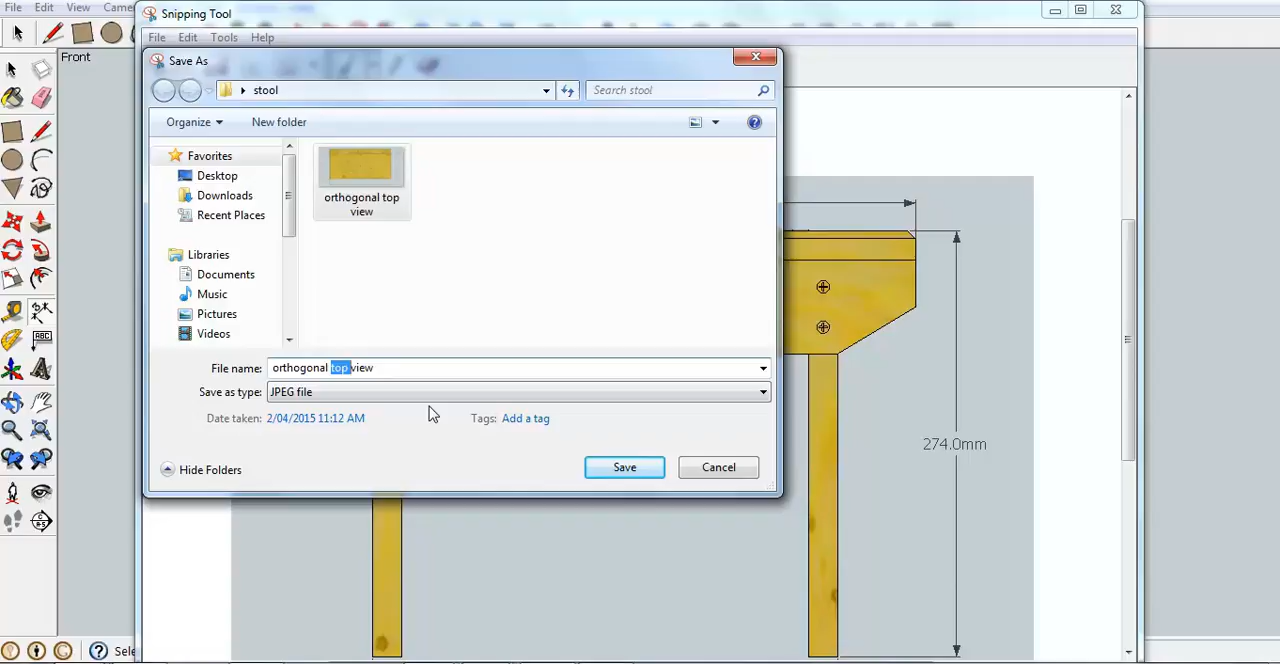 File Edit View Came
Snipping Tool
File Edit Tools Help
Front
Save As
stool
Search stool
Organize New folder
Favorites
Desktop
Downloads
Recent Places
Libraries
Documents
Music
Pictures
Videos
orthogonal top
view
File name: orthogonal top view
Save as type: JPEG file
Date taken: 2/04/2015 11:12 AM Tags: Add a tag
Hide Folders
Save Cancel
274.0mm
ABC
Sele